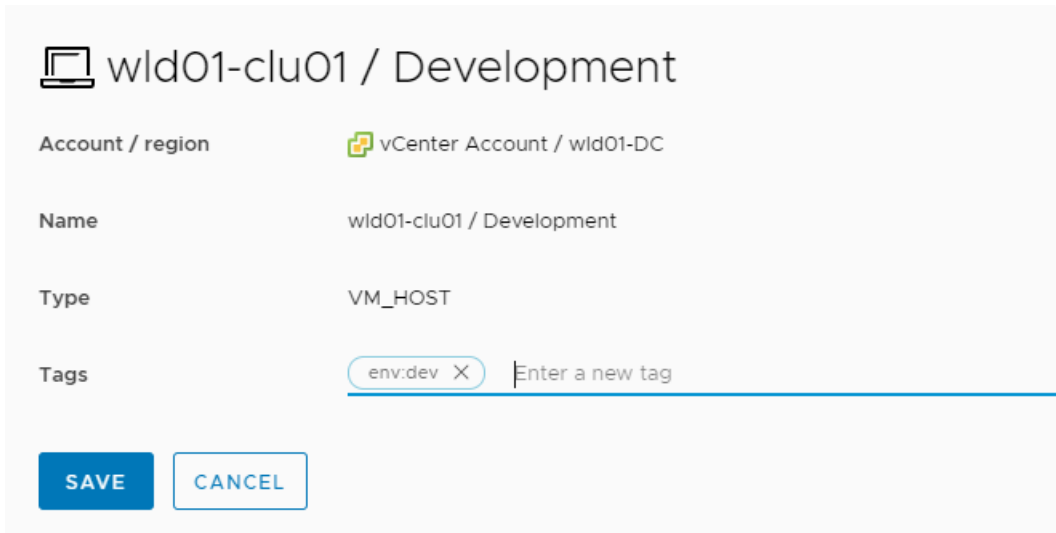 wld01-clu01 / Development
Account / region vCenter Account / wld01-DC
Name wld01-clu01 / Development
Type VM_HOST
Tags env:dev Enter a new tag
SAVE CANCEL